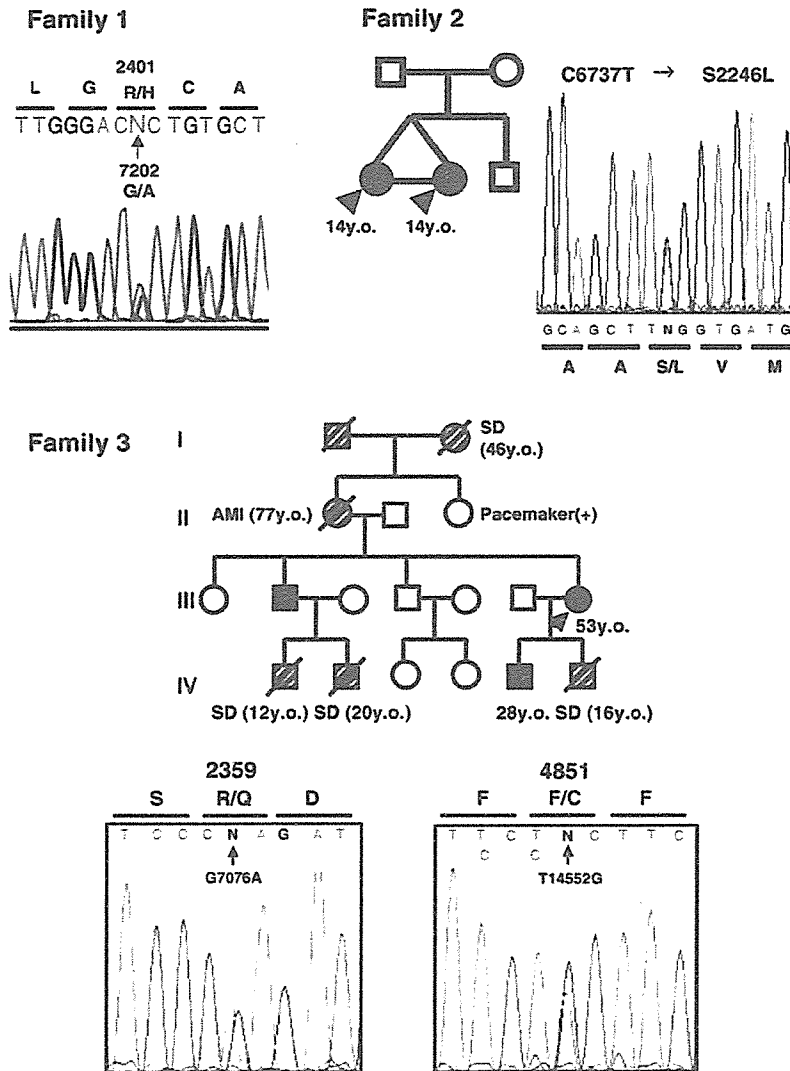 Family 1
2401
L G R/H C A
TTGGGACNCTGTGCT
7202
G/A
Family 2
14y.o. 14y.o.
C6737T → S2246L
GCAGCTTNGGTGATG
A A S/L V M
Family 3
I
SD
(46y.o.)
II
AMI (77y.o.)
Pacemaker(+)
III
53y.o.
IV
SD (12y.o.) SD (20y.o.) 28y.o. SD (16y.o.)
2359
S R/Q D
T C C C N A G A T
G7076A
4851
F F/C F
T T C T N C T T C
C C
T14552G